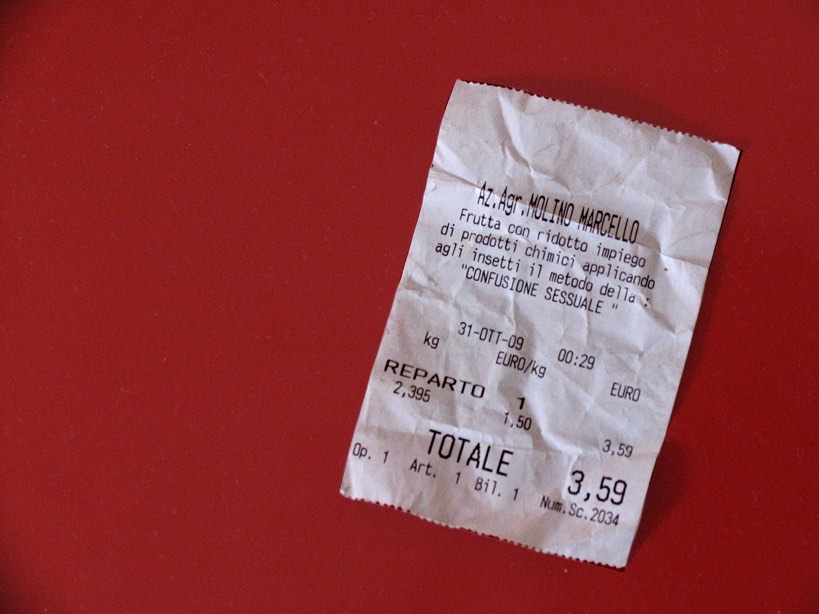 Az.Agr.MOLINO MARCELLO
Frutta con ridotto impiego
di prodotti chimici applicando
agli insetti il metodo della :
"CONFUSIONE SESSUALE "
31-OTT-09 00:29
kg EURO/kg EURO
REPARTO 1
2,395 1,50 3,59
TOTALE 3,59
Op. 1 Art. 1 Bil. 1 Num.Sc.2034